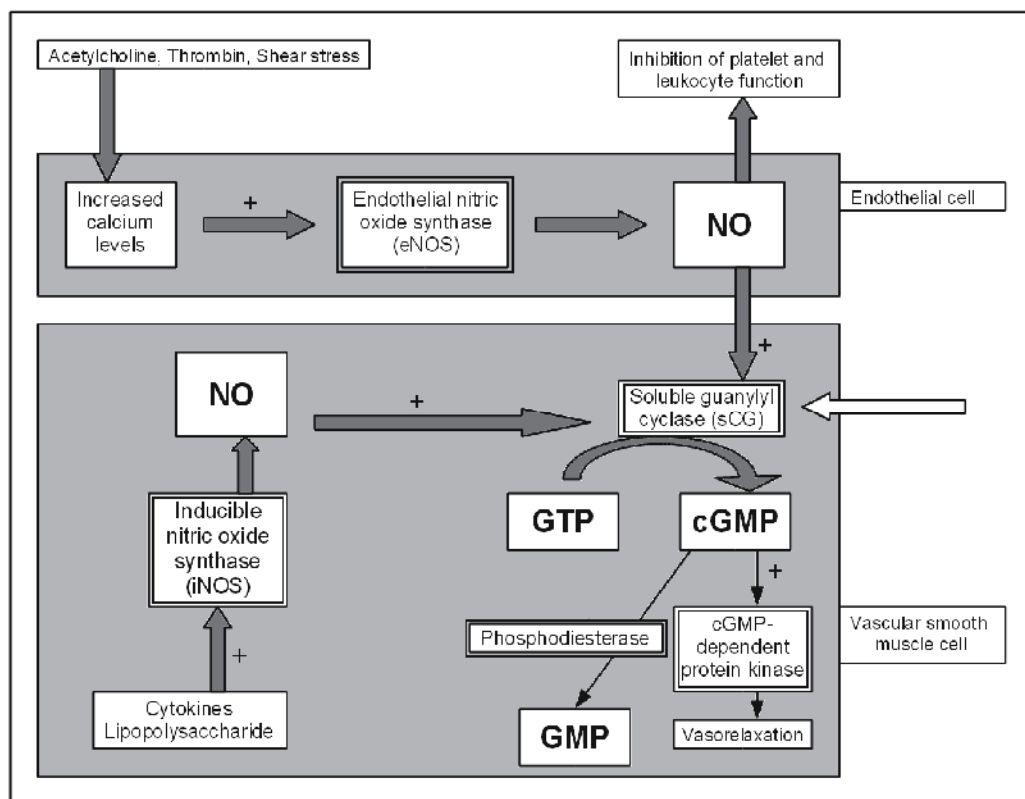 Acetylcholine, Thrombin, Shear stress
Inhibition of platelet and
leukocyte function
Increased
calcium
levels
+
Endothelial nitric
oxide synthase
(eNOS)
NO
Endothelial cell
+
NO
+
Soluble guanylyl
cyclase (sCG)
GTP
cGMP
Inducible
nitric oxide
synthase
(iNOS)
+
Phosphodiesterase
cGMP-
dependent
protein kinase
Vascular smooth
muscle cell
+
Cytokines
Lipopolysaccharide
GMP
Vasorelaxation